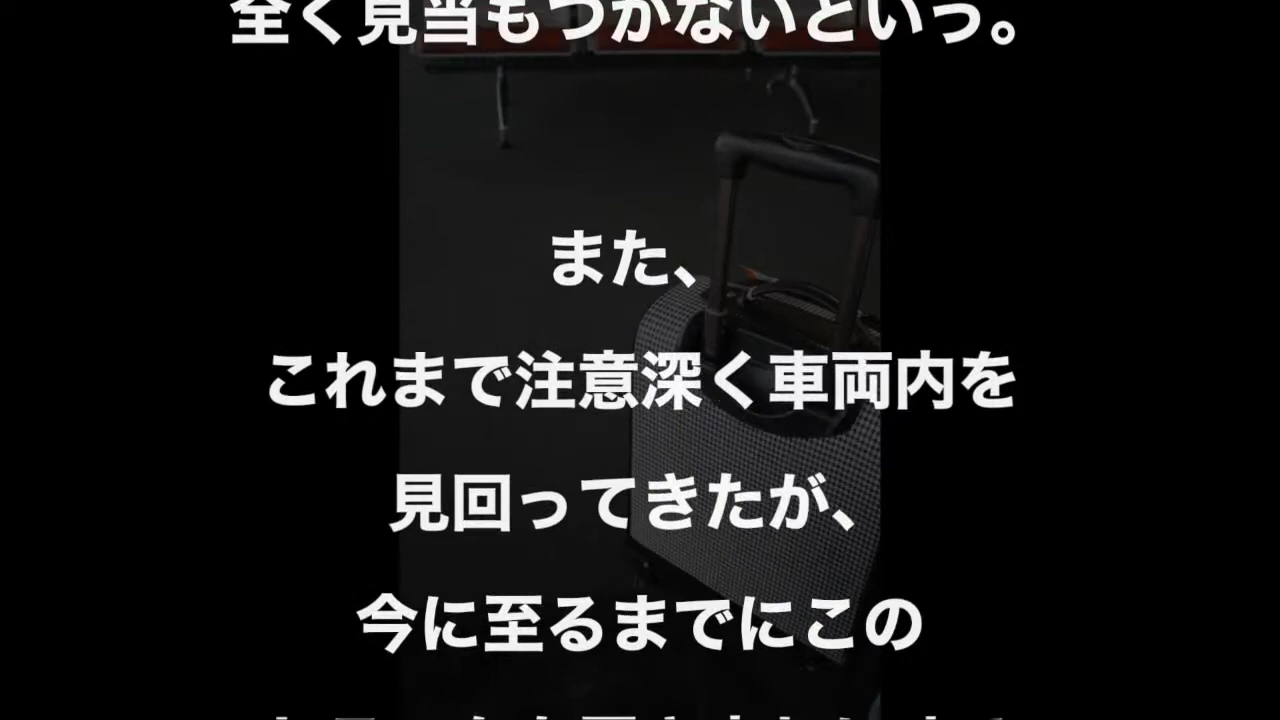 全く見当もつかないという。
また、
これまで注意深く車両内を
見回ってきたが、
今に至るまでにこの